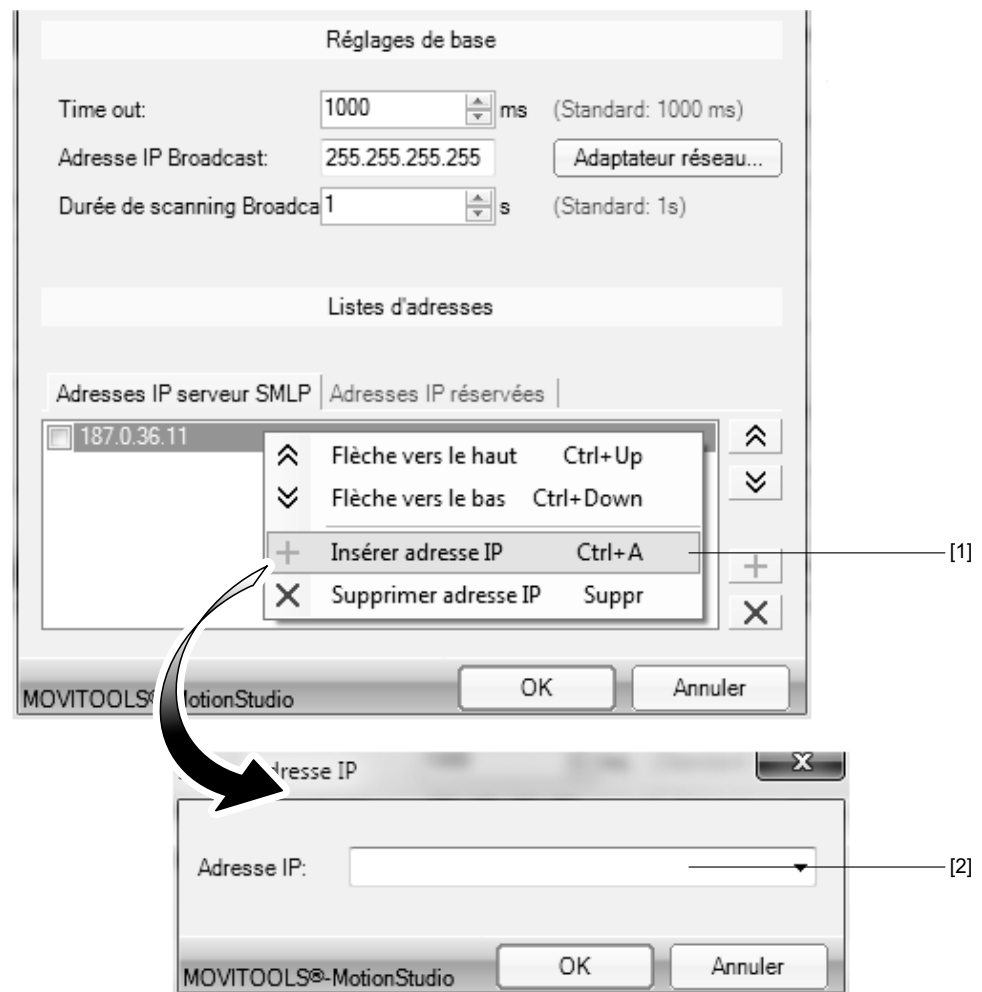 Réglages de base
Time out: 1000 ms (Standard: 1000 ms)
Adresse IP Broadcast: 255.255.255.255 Adaptateur réseau...
Durée de scanning Broadca 1 s (Standard: 1s)
Listes d'adresses
Adresses IP serveur SMLP Adresses IP réservées
187.0.36.11
Flèche vers le haut Ctrl+Up
Flèche vers le bas Ctrl+Down
Insérer adresse IP Ctrl+A [1]
Supprimer adresse IP Suppr
OK Annuler
MOVITOOLS® MotionStudio
dresse IP
Adresse IP: [2]
OK Annuler
MOVITOOLS®-MotionStudio